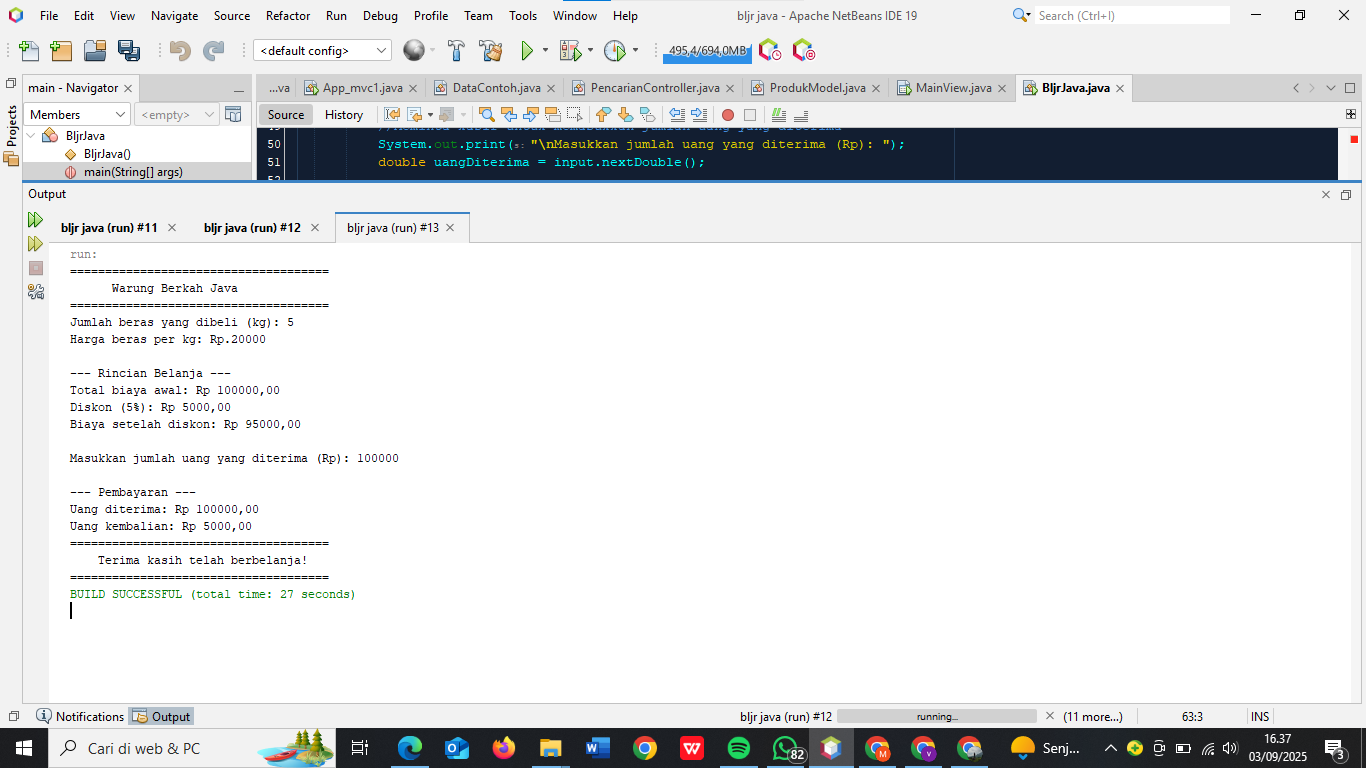 File Edit View Navigate Source Refactor Run Debug Profile Team Tools Window Help
bljr java - Apache NetBeans IDE 19
Search (Ctrl+I)
<default config>
495,4/694,0MB
main - Navigator
...va
App_mvc1.java
DataContoh.java
PencarianController.java
ProdukModel.java
MainView.java
BljrJava.java
Projects
Members
<empty>
Source History
BljrJava
BljrJava()
main(String[] args)
50 System.out.print(s: "\nMasukkan jumlah uang yang diterima (Rp): ");
51 double uangDiterima = input.nextDouble();
Output
bljr java (run) #11
bljr java (run) #12
bljr java (run) #13
run:
=====================================
Warung Berkah Java
=====================================
Jumlah beras yang dibeli (kg): 5
Harga beras per kg: Rp.20000
--- Rincian Belanja ---
Total biaya awal: Rp 100000,00
Diskon (5%): Rp 5000,00
Biaya setelah diskon: Rp 95000,00
Masukkan jumlah uang yang diterima (Rp): 100000
--- Pembayaran ---
Uang diterima: Rp 100000,00
Uang kembalian: Rp 5000,00
=====================================
Terima kasih telah berbelanja!
=====================================
BUILD SUCCESSFUL (total time: 27 seconds)
Notifications
Output
bljr java (run) #12
running...
(11 more...)
63:3
INS
Cari di web & PC
82
Senj...
16.37
03/09/2025
3